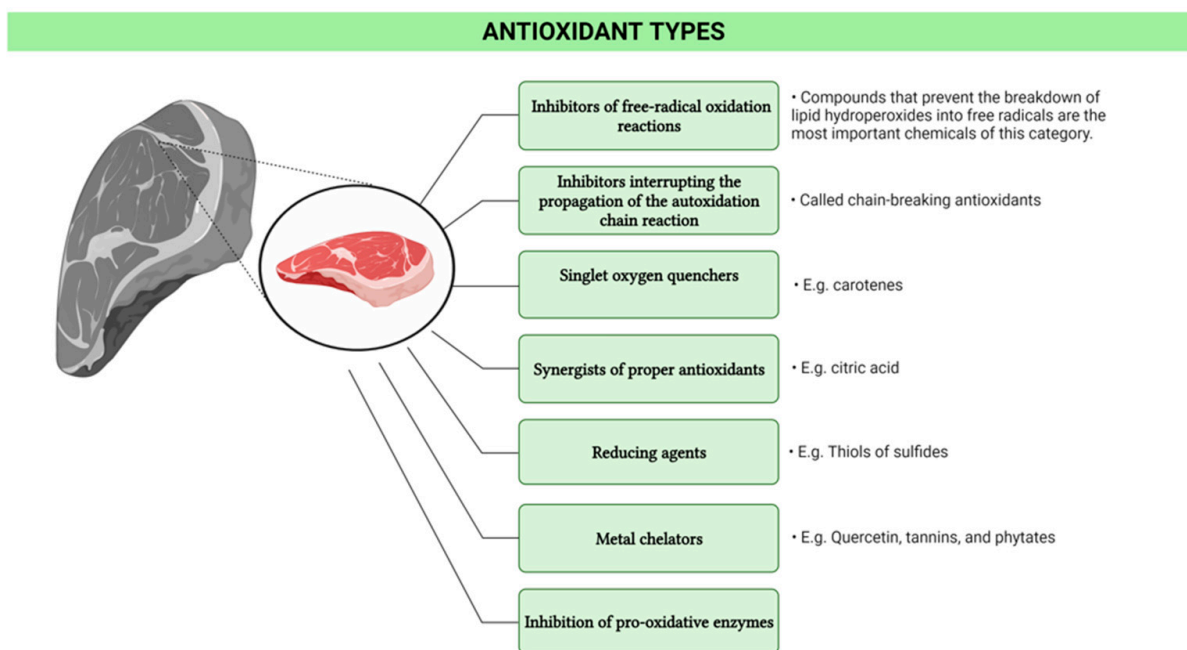 ANTIOXIDANT TYPES
Inhibitors of free-radical oxidation
reactions
• Compounds that prevent the breakdown of
lipid hydroperoxides into free radicals are the
most important chemicals of this category.
Inhibitors interrupting the
propagation of the autoxidation
chain reaction
• Called chain-breaking antioxidants
Singlet oxygen quenchers
• E.g. carotenes
Synergists of proper antioxidants
• E.g. citric acid
Reducing agents
• E.g. Thiols of sulfides
Metal chelators
• E.g. Quercetin, tannins, and phytates
Inhibition of pro-oxidative enzymes